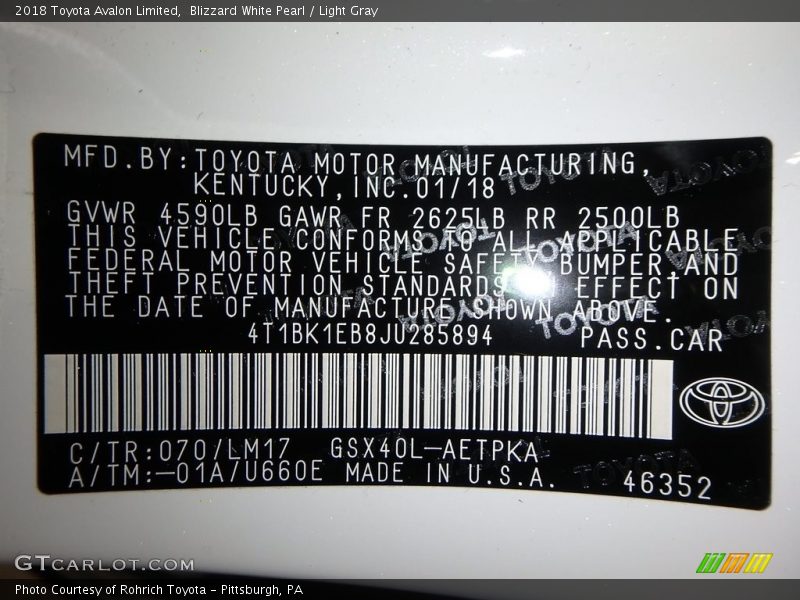 2018 Toyota Avalon Limited,  Blizzard White Pearl / Light Gray
MFD.BY:TOYOTA MOTOR MANUFACTURING,
KENTUCKY,INC.01/18
GVWR 4590LB GAWR FR 2625LB RR 2500LB
THIS VEHICLE CONFORMS TO ALL APPLICABLE
FEDERAL MOTOR VEHICLE SAFETY BUMPER,AND
THEFT PREVENTION STANDARDS EFFECT ON
THE DATE OF MANUFACTURE SHOWN ABOVE.
4T1BK1EB8JU285894 PASS.CAR
C/TR:070/LM17 GSX40L-AETPKA
A/TM:-01A/U660E MADE IN U.S.A. 46352
GTCARLOT.COM
Photo Courtesy of Rohrich Toyota - Pittsburgh, PA